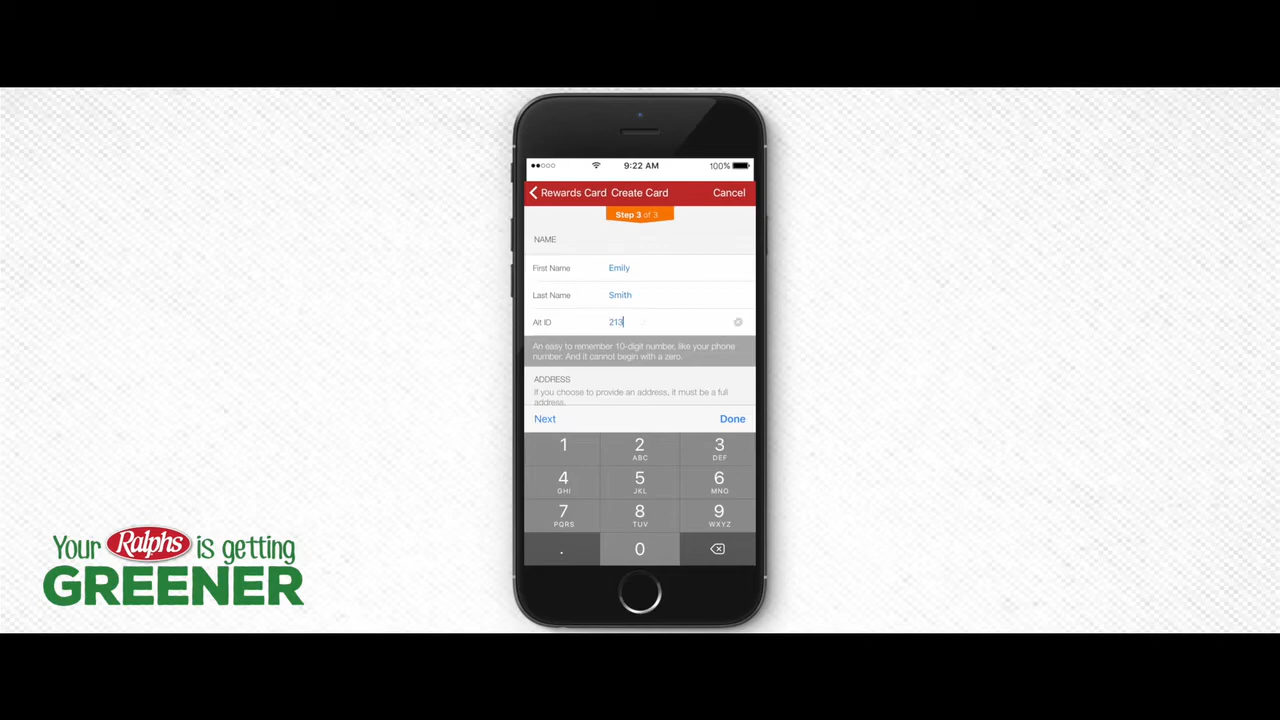 9:22 AM
100%
Rewards Card Create Card Cancel
Step 3 of 3
NAME
First Name Emily
Last Name Smith
Alt ID 213
An easy to remember 10-digit number, like your phone
number. And it cannot begin with a zero.
ADDRESS
If you choose to provide an address, it must be a full
address.
Next Done
1 2 3
ABC DEF
4 5 6
GHI JKL MNO
7 8 9
PQRS TUV WXYZ
. 0
Your Ralphs is getting
GREENER